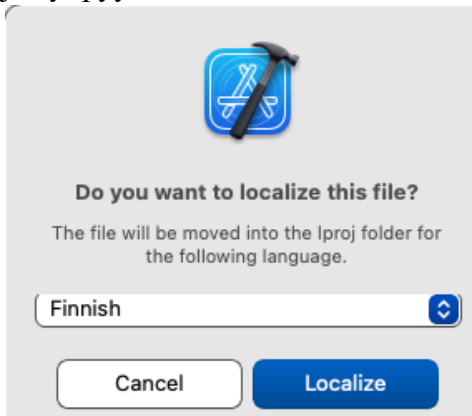 Do you want to localize this file?
The file will be moved into the lproj folder for
the following language.
Finnish
Cancel
Localize